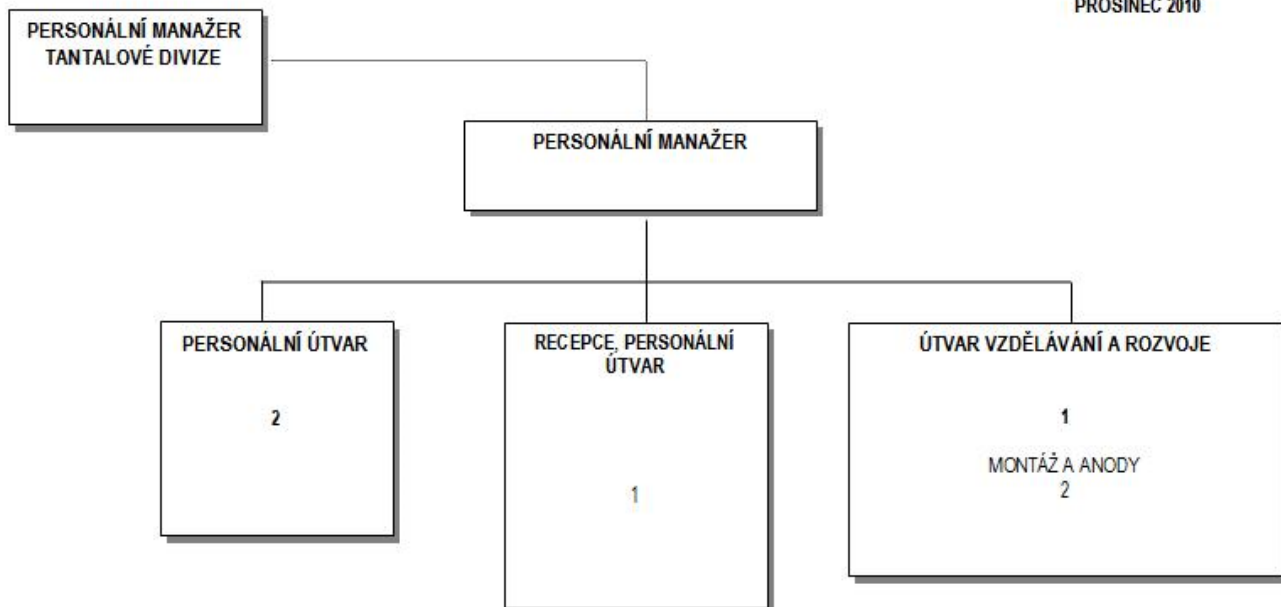 PROSINEC 2010
PERSONÁLNÍ MANAŽER
TANTALOVÉ DIVIZE
PERSONÁLNÍ MANAŽER
PERSONÁLNÍ ÚTVAR
2
RECEPCE, PERSONÁLNÍ
ÚTVAR
1
ÚTVAR VZDĚLÁVÁNÍ A ROZVOJE
1
MONTÁŽ A ANODY
2